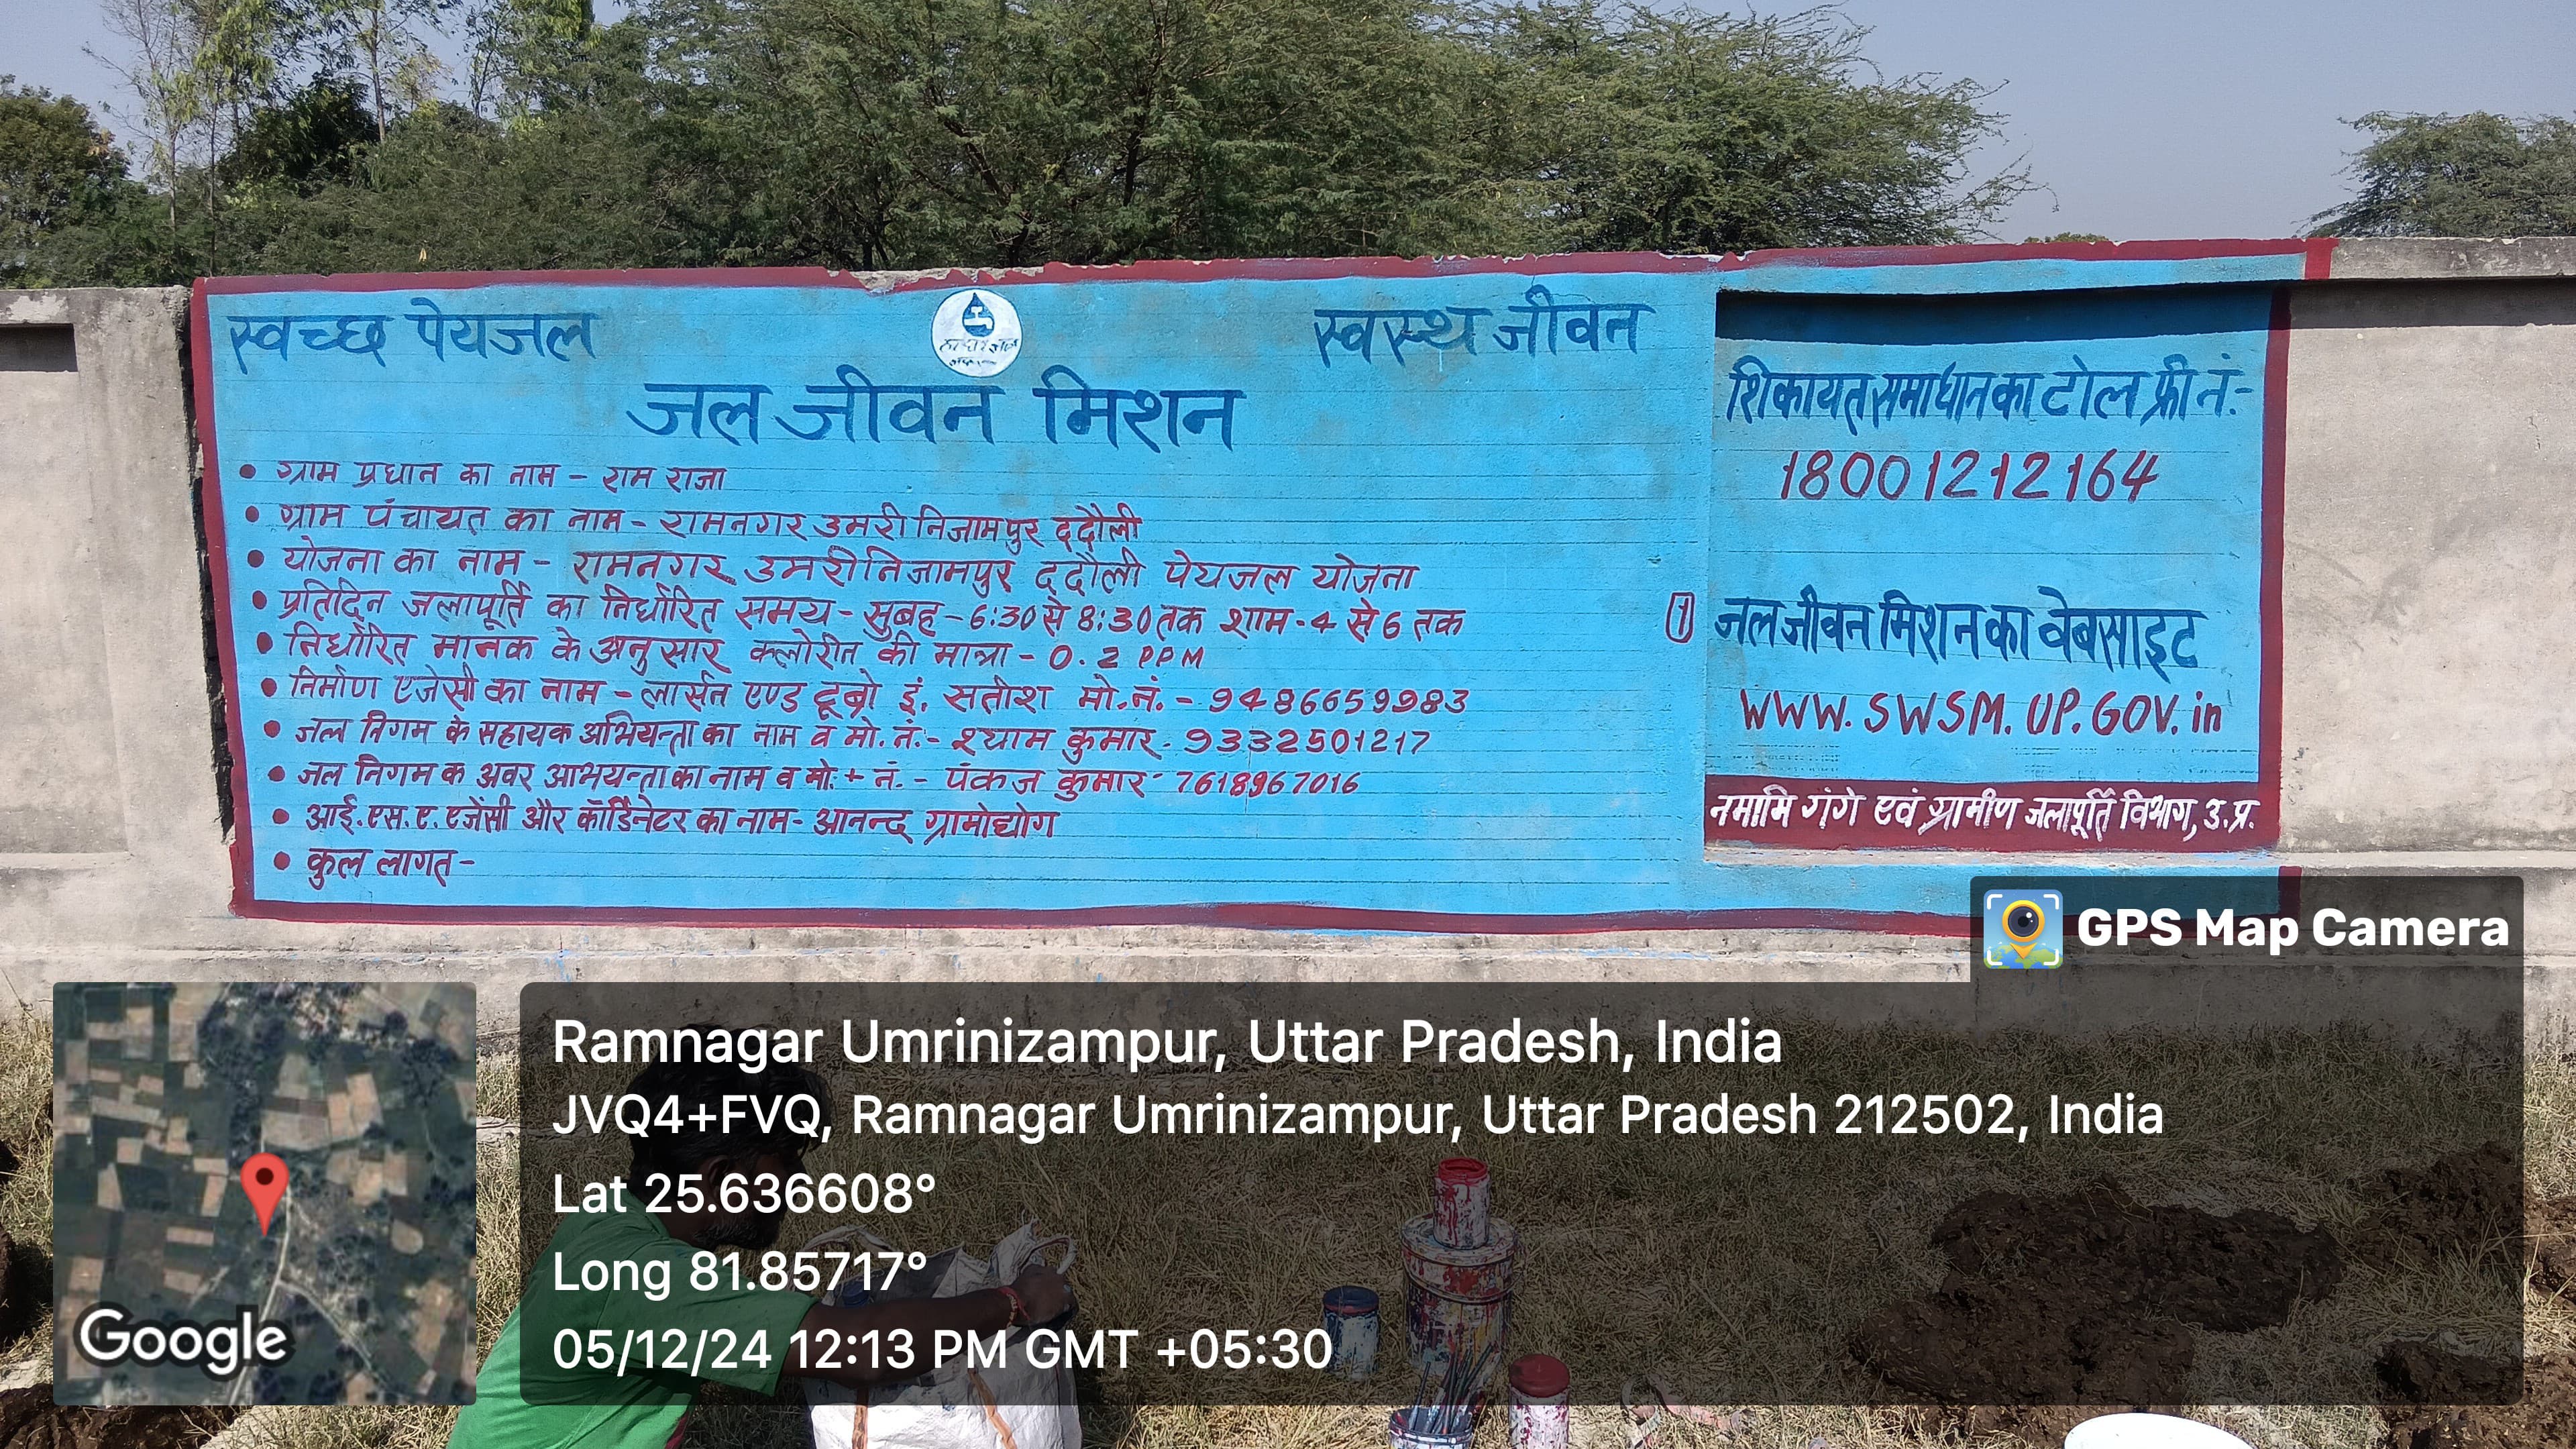 स्वच्छ पेयजल
स्वस्थ जीवन
हर घर जल
जल जीवन मिशन
• ग्राम प्रधान का नाम - राम राजा
• ग्राम पंचायत का नाम - रामनगर उमरी निजामपुर ददौली
• योजना का नाम - रामनगर उमरी निजामपुर ददौली पेयजल योजना
• प्रतिदिन जलापूर्ति का निर्धारित समय - सुबह - 6:30 से 8:30 तक शाम - 4 से 6 तक
• निर्धारित मानक के अनुसार क्लोरीन की मात्रा - 0.2 PPM
• निर्माण एजेंसी का नाम - लार्सन एण्ड टूब्रो इं. सतीश मो.नं. - 9486659983
• जल निगम के सहायक अभियन्ता का नाम व मो.नं.- श्याम कुमार - 9332501217
• जल निगम क अवर अभियन्ता का नाम व मो.+ नं. - पंकज कुमार - 7618967016
• आई.एस.ए. एजेंसी और कॉर्डिनेटर का नाम - आनन्द ग्रामोद्योग
• कुल लागत -
शिकायत समाधान का टोल फ्री नं.-
18001212164
1 जल जीवन मिशन का वेबसाइट
WWW.SWSM.UP.GOV.in
नमामि गंगे एवं ग्रामीण जलापूर्ति विभाग, उ.प्र.
GPS Map Camera
Ramnagar Umrinizampur, Uttar Pradesh, India
JVQ4+FVQ, Ramnagar Umrinizampur, Uttar Pradesh 212502, India
Lat 25.636608°
Long 81.85717°
05/12/24 12:13 PM GMT +05:30
Google